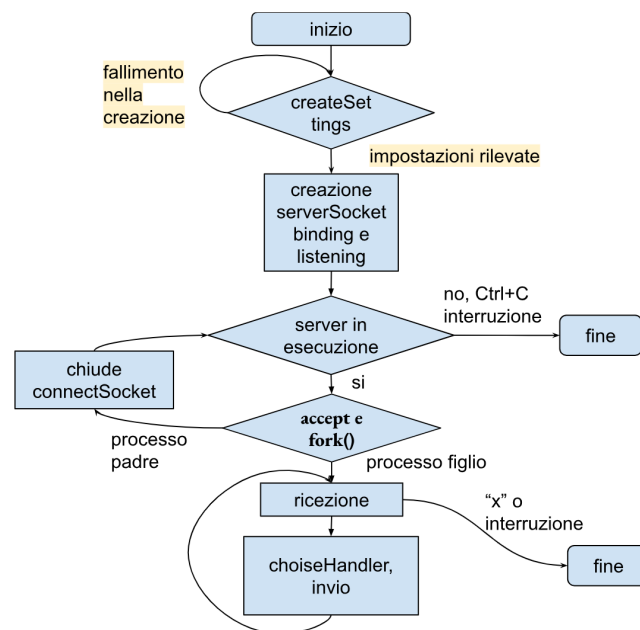 inizio
fallimento
nella
creazione
createSet
tings
impostazioni rilevate
creazione
serverSocket
binding e
listening
no, Ctrl+C
interruzione
server in
esecuzione
fine
chiude
connectSocket
si
accept e
fork()
processo
padre
processo figlio
ricezione
“x” o
interruzione
choiseHandler,
invio
fine